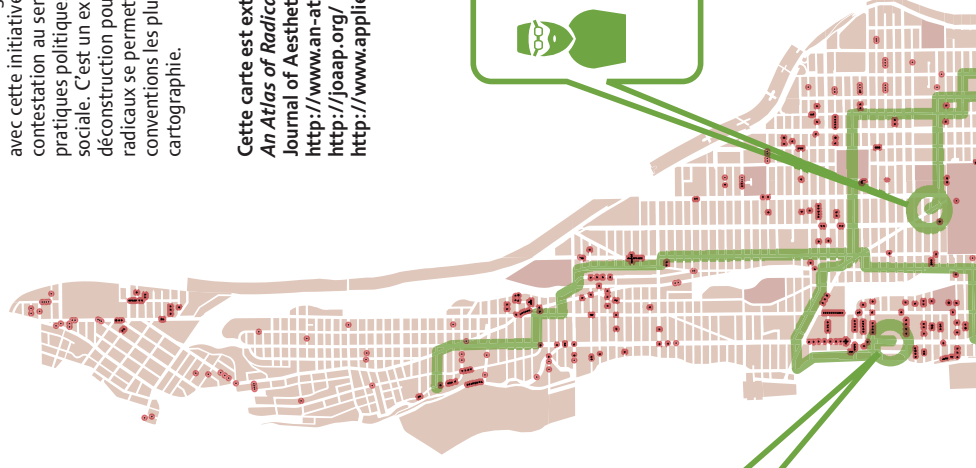 avec cette initiative
contestation au ser
pratiques politique
sociale. C'est un ex
déconstruction pou
radicaux se permet
conventions les plu
cartographie.
Cette carte est ext
An Atlas of Radica
Journal of Aesthet
http://www.an-at
http://joaap.org/
http://www.applie